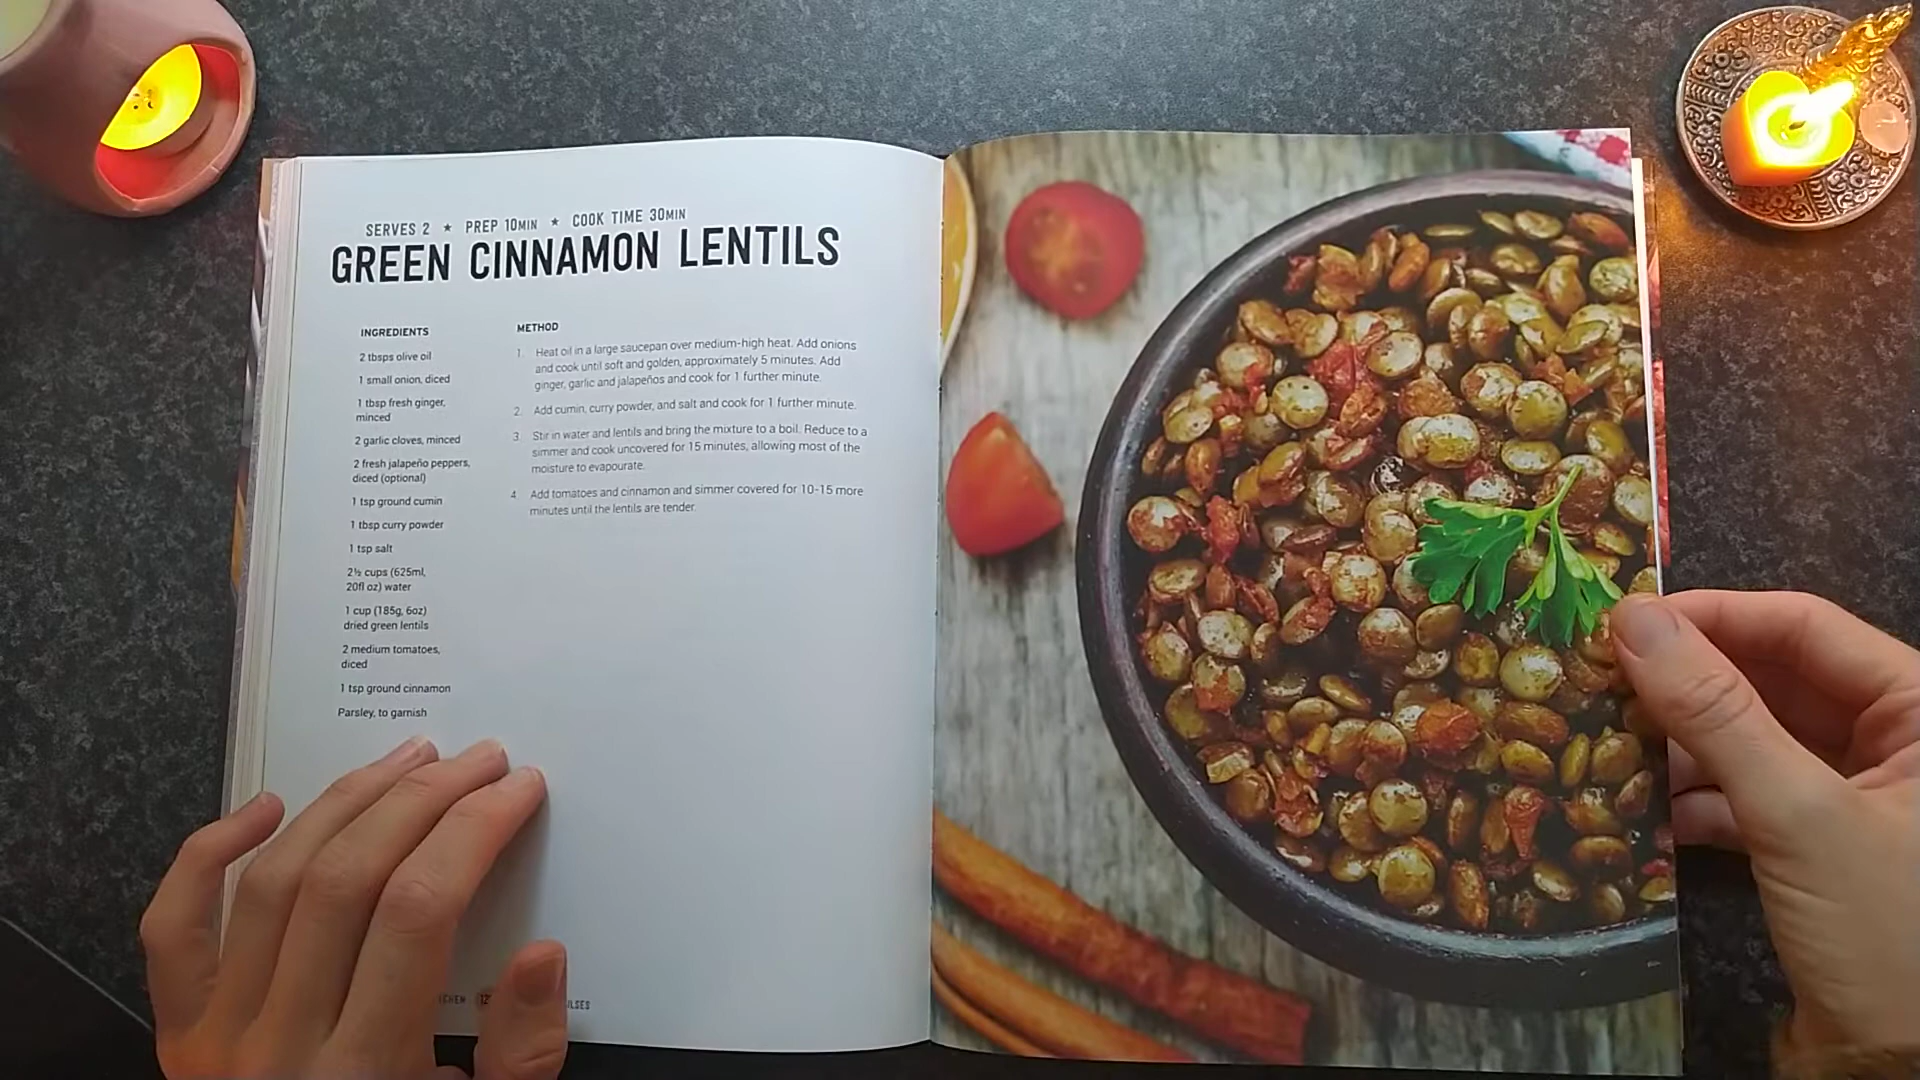 SERVES 2 ★ PREP 10MIN ★ COOK TIME 30MIN
GREEN CINNAMON LENTILS
INGREDIENTS
2 tbsps olive oil
1 small onion, diced
1 tbsp fresh ginger,
minced
2 garlic cloves, minced
2 fresh jalapeño peppers,
diced (optional)
1 tsp ground cumin
1 tbsp curry powder
1 tsp salt
2½ cups (625ml,
20fl oz) water
1 cup (185g, 6oz)
dried green lentils
2 medium tomatoes,
diced
1 tsp ground cinnamon
Parsley, to garnish
METHOD
1. Heat oil in a large saucepan over medium-high heat. Add onions
and cook until soft and golden, approximately 5 minutes. Add
ginger, garlic and jalapeños and cook for 1 further minute.
2. Add cumin, curry powder, and salt and cook for 1 further minute.
3. Stir in water and lentils and bring the mixture to a boil. Reduce to a
simmer and cook uncovered for 15 minutes, allowing most of the
moisture to evapourate.
4. Add tomatoes and cinnamon and simmer covered for 10-15 more
minutes until the lentils are tender.